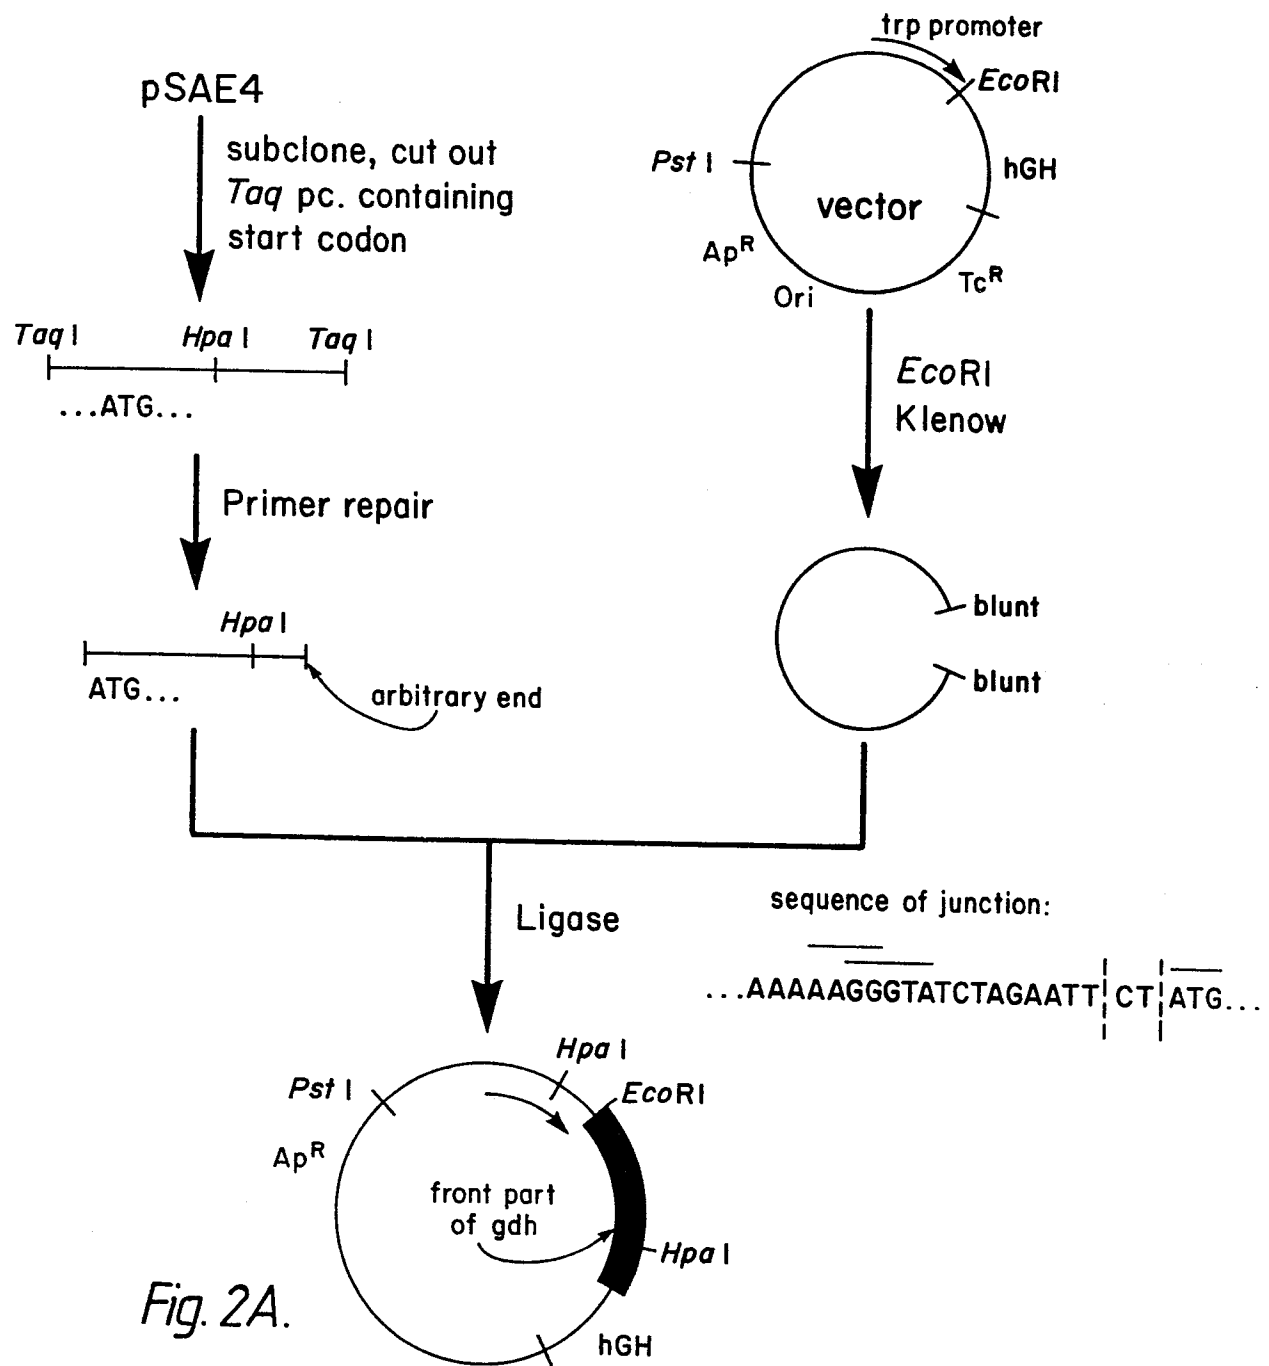 trp promoter
EcoRI
pSAE4
subclone, cut out
Taq pc. containing
start codon
Pst I
hGH
vector
ApR
Ori
TcR
Taq I
Hpa I
Taq I
...ATG...
EcoRI
Klenow
Primer repair
Hpa I
ATG...
arbitrary end
blunt
blunt
Ligase
sequence of junction:
...AAAAAGGGTATCTAGAATT CT ATG...
Hpa I
Pst I
EcoRI
ApR
front part
of gdh
Hpa I
Fig. 2A.
hGH